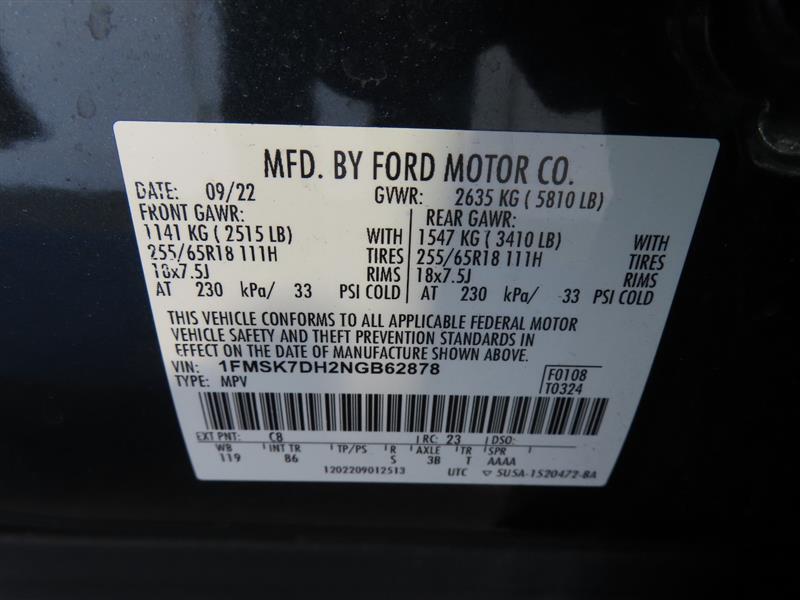 MFD. BY FORD MOTOR CO.
DATE: 09/22 GVWR: 2635 KG ( 5810 LB)
FRONT GAWR: REAR GAWR:
1141 KG ( 2515 LB) WITH 1547 KG ( 3410 LB) WITH
255/65R18 111H TIRES 255/65R18 111H TIRES
18x7.5J RIMS 18x7.5J RIMS
AT 230 kPa/ 33 PSI COLD AT 230 kPa/ 33 PSI COLD
THIS VEHICLE CONFORMS TO ALL APPLICABLE FEDERAL MOTOR
VEHICLE SAFETY AND THEFT PREVENTION STANDARDS IN
EFFECT ON THE DATE OF MANUFACTURE SHOWN ABOVE.
VIN: 1FMSK7DH2NGB62878 F0108
TYPE: MPV T0324
EXT PNT: C8 RC: 23 DSO:
WB INT TR TP/PS R AXLE TR SPR
119 86 S 3B T AAAA
1202209012513 UTC ▽ 5USA-1520472-BA